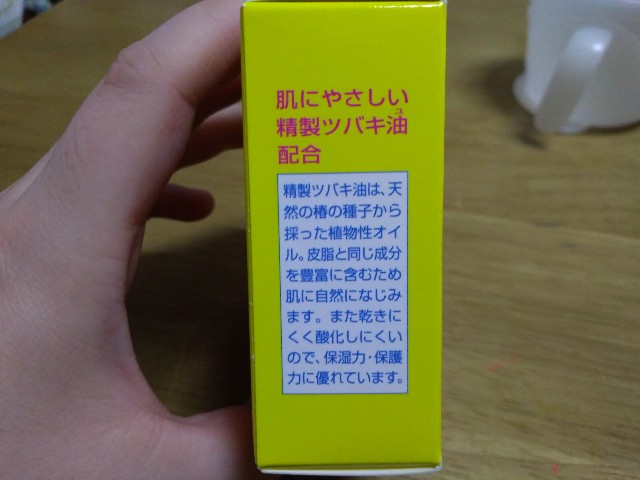 肌にやさしい
ユ
精製ツバキ油
配合
精製ツバキ油は、天
然の椿の種子から
採った植物性オイ
ル。皮脂と同じ成分
を豊富に含むため
肌に自然になじみ
ます。また乾きに
くく酸化しにくい
ので、保湿力・保護
力に優れています。